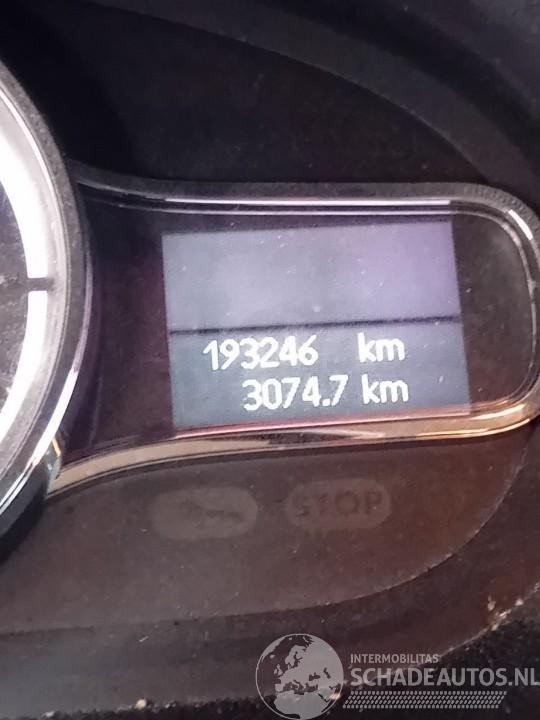 193246 km
3074.7 km
STOP
INTERMOBILITAS
SCHADEAUTOS.NL